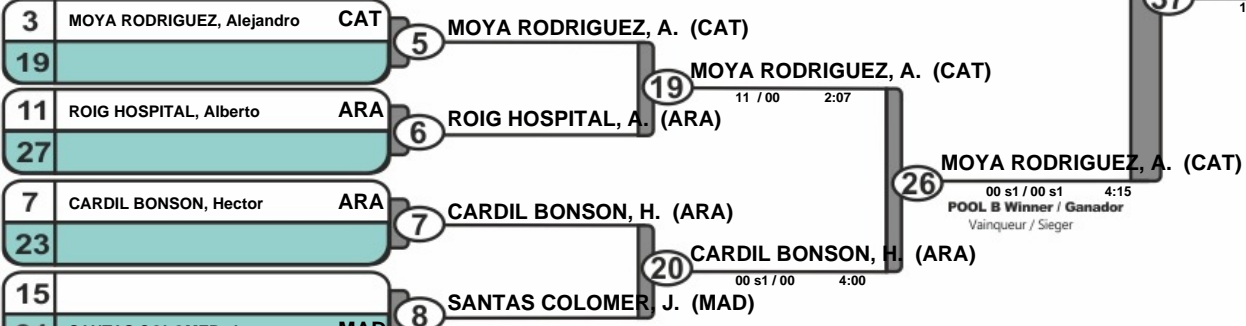 3 MOYA RODRIGUEZ, Alejandro CAT
19
5 MOYA RODRIGUEZ, A. (CAT)
11 ROIG HOSPITAL, Alberto ARA
27
6 ROIG HOSPITAL, A. (ARA)
19 MOYA RODRIGUEZ, A. (CAT)
11 / 00 2:07
7 CARDIL BONSON, Hector ARA
23
7 CARDIL BONSON, H. (ARA)
15
8 SANTAS COLOMER, J. (MAD)
20 CARDIL BONSON, H. (ARA)
00 s1 / 00 4:00
26 MOYA RODRIGUEZ, A. (CAT)
00 s1 / 00 s1 4:15
POOL B Winner / Ganador
Vainqueur / Sieger
37
MAD